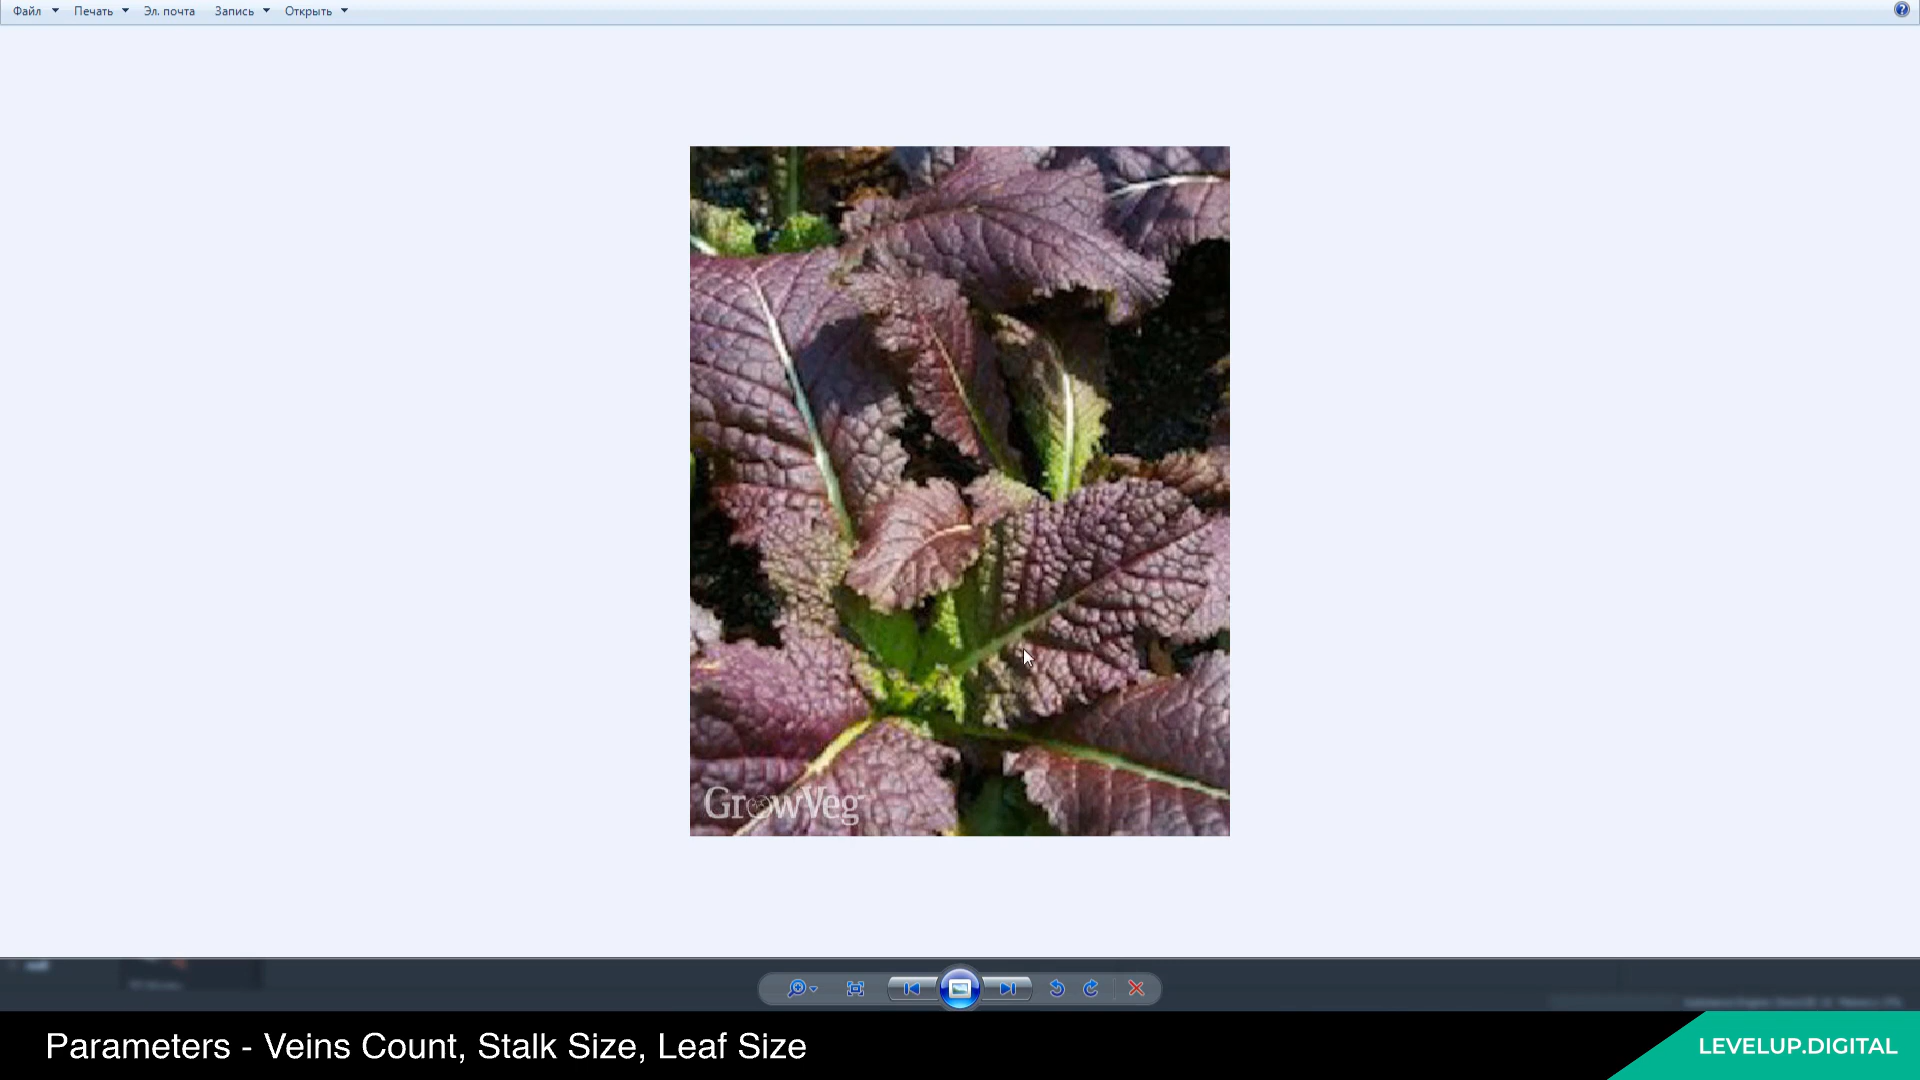 Файл Печать Эл. почта Запись Открыть
GrowVeg
Parameters - Veins Count, Stalk Size, Leaf Size
LEVELUP.DIGITAL